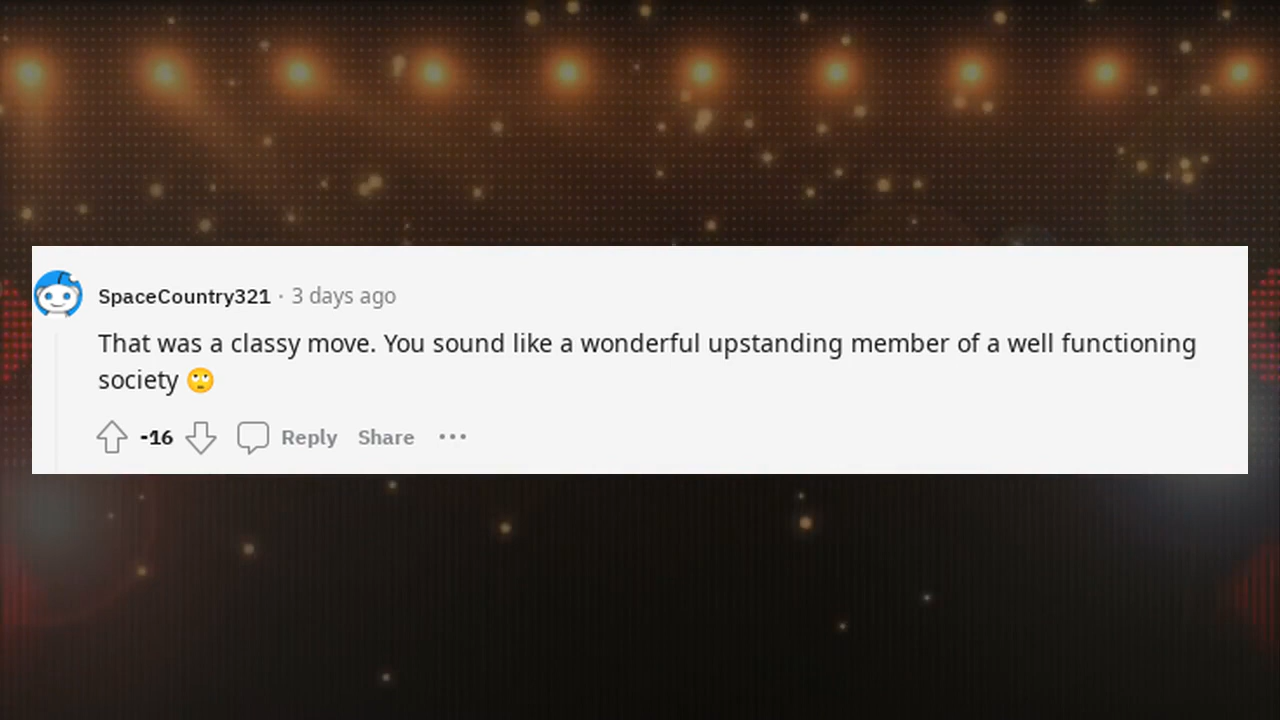 SpaceCountry321 · 3 days ago
That was a classy move. You sound like a wonderful upstanding member of a well functioning
society 🙄
-16 Reply Share •••